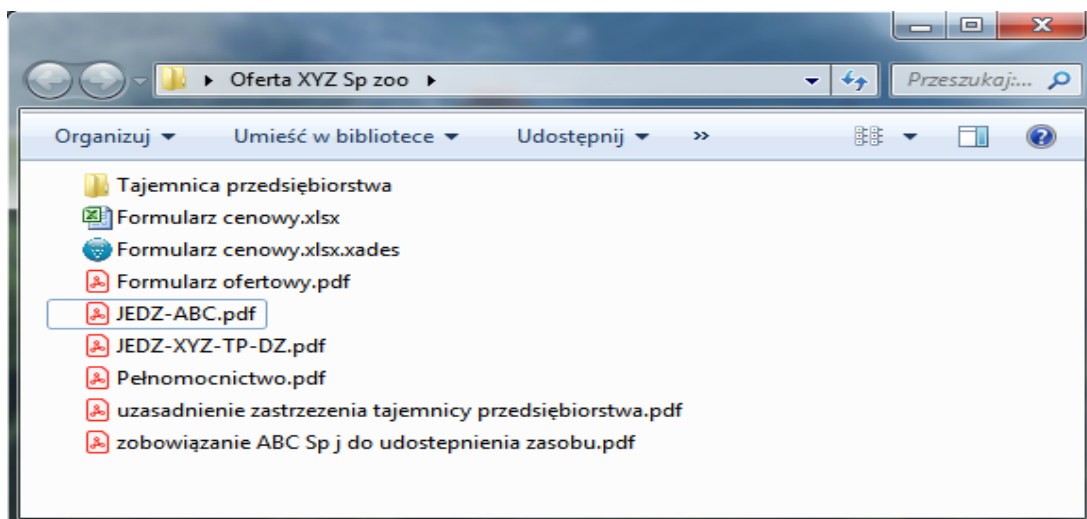 Oferta XYZ Sp zoo
Przeszukaj:...
Organizuj Umieść w bibliotece Udostępnij »
Tajemnica przedsiębiorstwa
Formularz cenowy.xlsx
Formularz cenowy.xlsx.xades
Formularz ofertowy.pdf
JEDZ-ABC.pdf
JEDZ-XYZ-TP-DZ.pdf
Pełnomocnictwo.pdf
uzasadnienie zastrzezenia tajemnicy przedsiębiorstwa.pdf
zobowiązanie ABC Sp j do udostepnienia zasobu.pdf